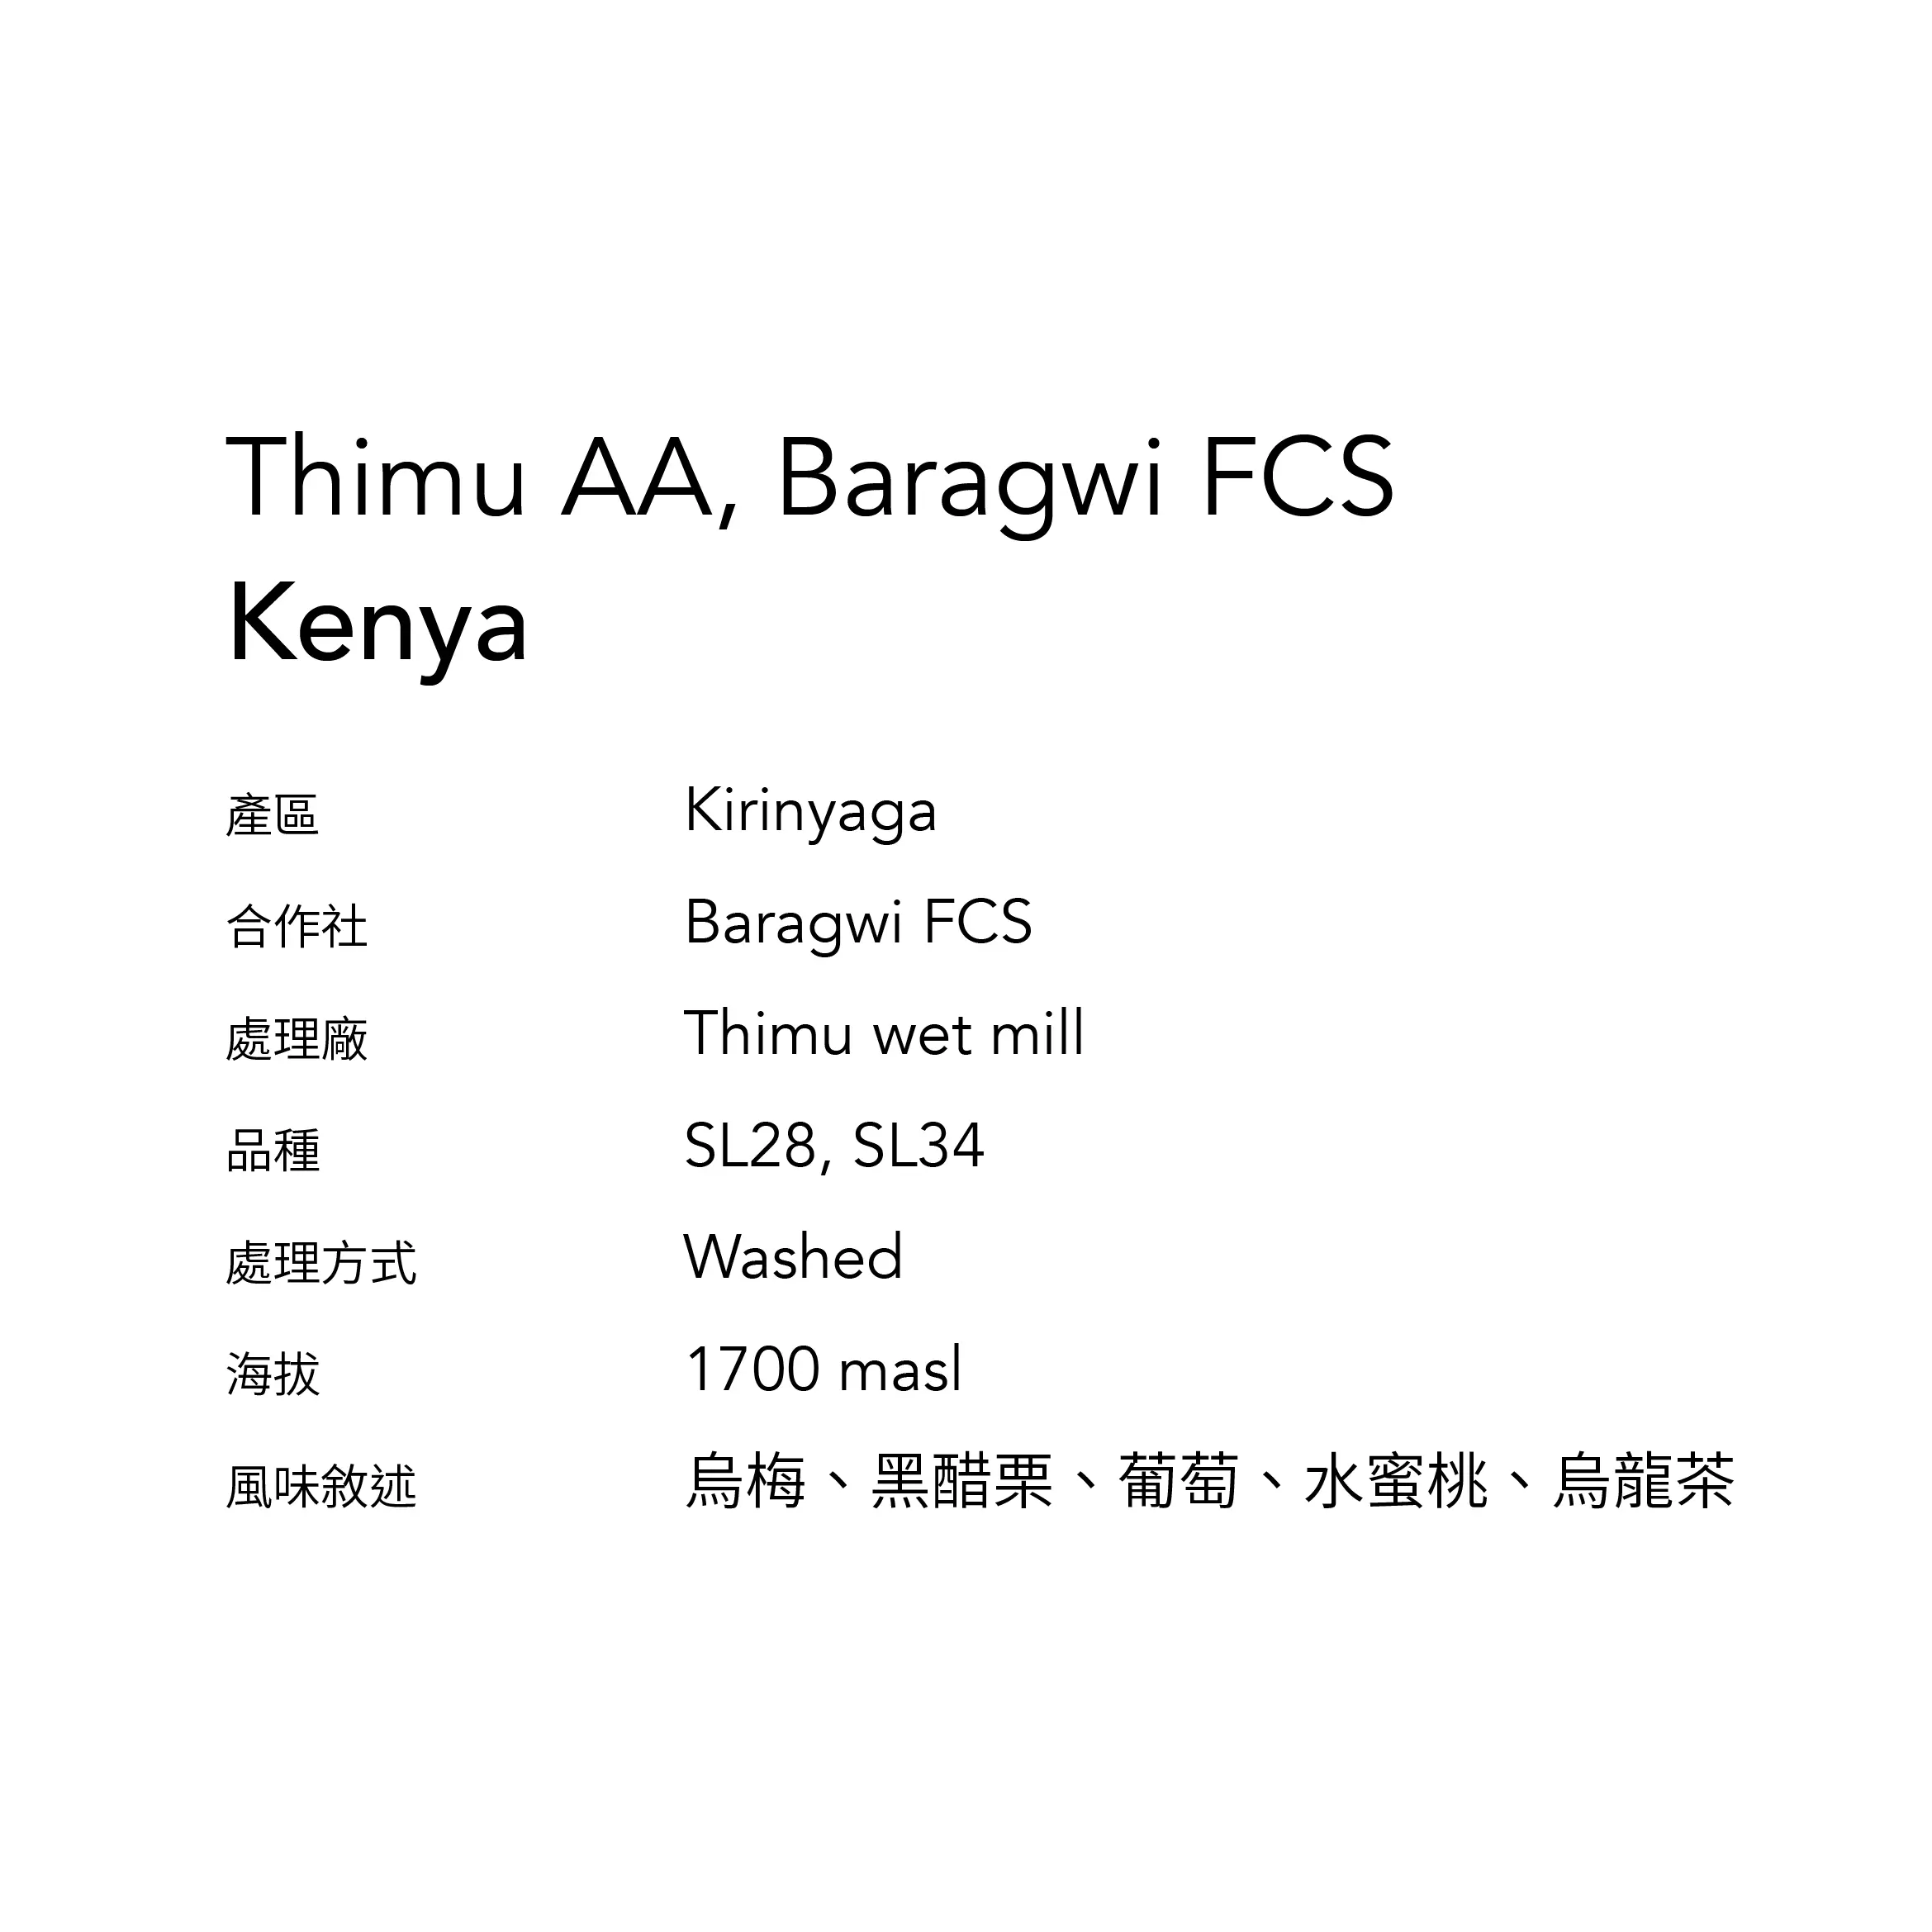 Thimu AA, Baragwi FCS
Kenya
產區 Kirinyaga
合作社 Baragwi FCS
處理廠 Thimu wet mill
品種 SL28, SL34
處理方式 Washed
海拔 1700 masl
風味敘述 烏梅、黑醋栗、葡萄、水蜜桃、烏龍茶